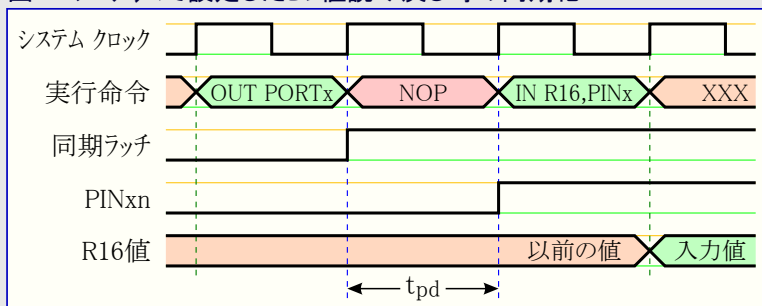 システム クロック
実行命令 OUT PORTx NOP IN R16,PINx XXX
同期ラッチ
PINxn
R16値 以前の値 入力値
tpd